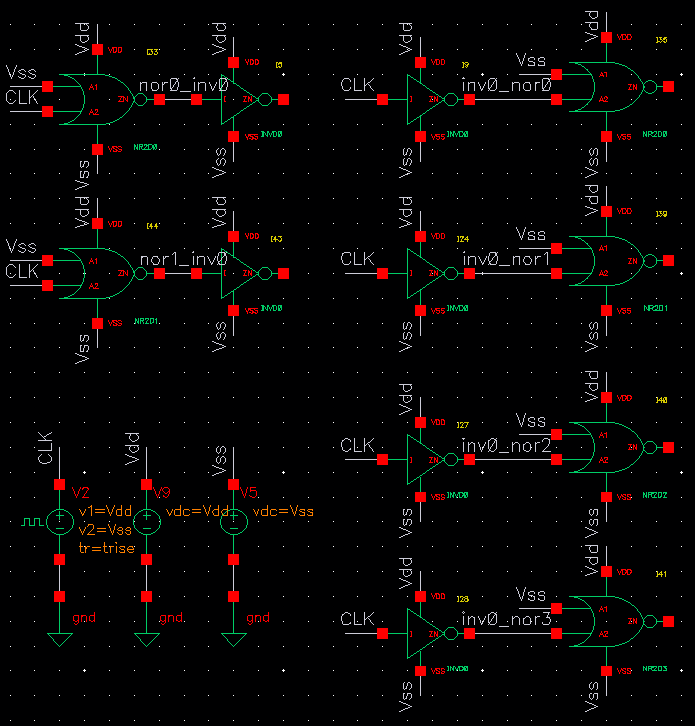 Vdd
VDD
I33
Vss
A1
CLK
A2
ZN
nor0_inv0
VSS
NR2D0
Vss
Vdd
VDD
I
ZN
VSS
INVD0
Vss
Vdd
VDD
I9
CLK
I
ZN
inv0_nor0
VSS
INVD0
Vss
Vdd
VDD
I36
Vss
A1
A2
ZN
VSS
NR2D0
Vss
Vdd
VDD
I44
Vss
A1
CLK
A2
ZN
nor1_inv0
VSS
NR2D1
Vss
Vdd
VDD
I43
I
ZN
VSS
INVD0
Vss
Vdd
VDD
I24
CLK
I
ZN
inv0_nor1
VSS
INVD0
Vss
Vdd
VDD
I39
Vss
A1
A2
ZN
VSS
NR2D1
Vss
Vdd
VDD
I27
CLK
I
ZN
inv0_nor2
VSS
INVD0
Vss
Vdd
VDD
I40
Vss
A1
A2
ZN
VSS
NR2D2
Vss
CLK
V2
v1=Vdd
v2=Vss
tr=trise
gnd
Vdd
V9
vdc=Vdd
gnd
Vss
V5
vdc=Vss
gnd
Vdd
VDD
I28
CLK
I
ZN
inv0_nor3
VSS
INVD0
Vss
Vdd
VDD
I41
Vss
A1
A2
ZN
VSS
NR2D3
Vss